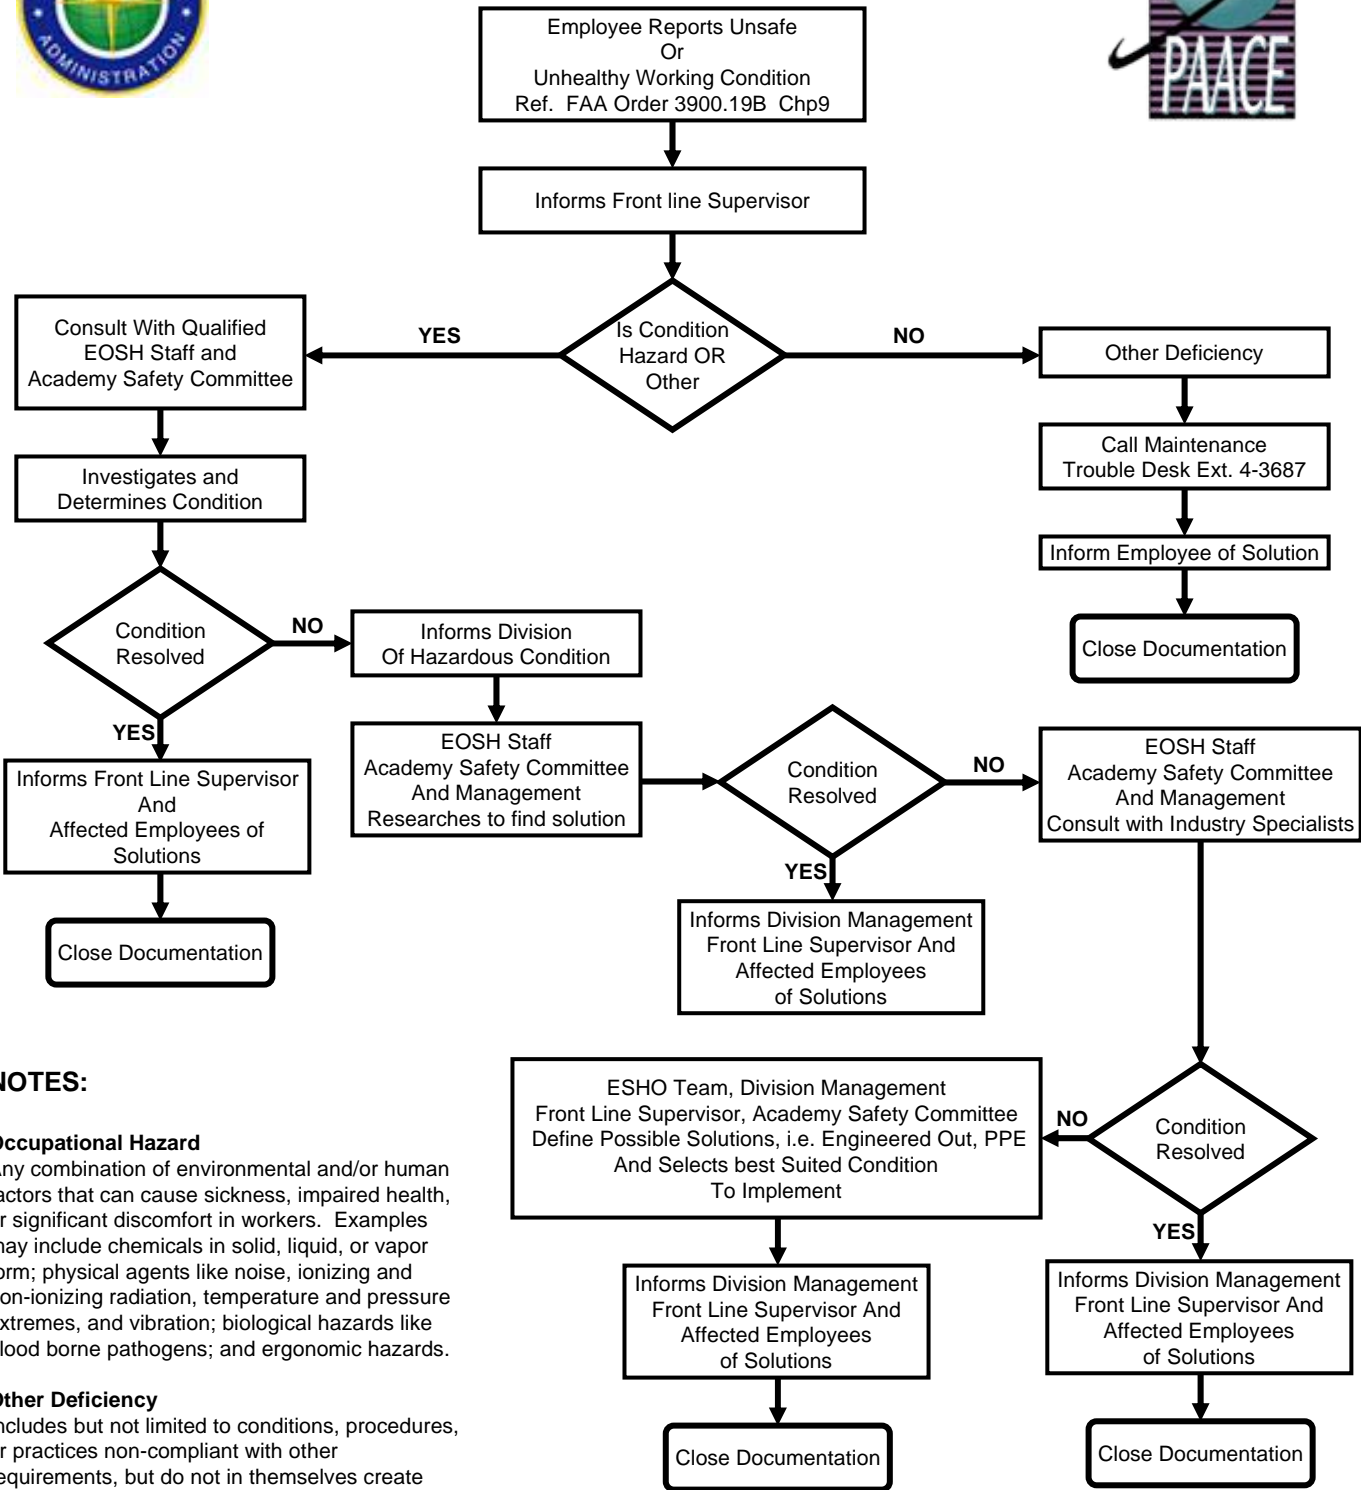 ADMINISTRATION
PAACE
Employee Reports Unsafe
Or
Unhealthy Working Condition
Ref. FAA Order 3900.19B Chp9
Informs Front line Supervisor
Is Condition
Hazard OR
Other
YES
NO
Consult With Qualified
EOSH Staff and
Academy Safety Committee
Other Deficiency
Investigates and
Determines Condition
Call Maintenance
Trouble Desk Ext. 4-3687
Inform Employee of Solution
Close Documentation
Condition
Resolved
NO
YES
Informs Division
Of Hazardous Condition
Informs Front Line Supervisor
And
Affected Employees of
Solutions
Close Documentation
EOSH Staff
Academy Safety Committee
And Management
Researches to find solution
Condition
Resolved
NO
YES
EOSH Staff
Academy Safety Committee
And Management
Consult with Industry Specialists
Informs Division Management
Front Line Supervisor And
Affected Employees
of Solutions
Condition
Resolved
NO
YES
ESHO Team, Division Management
Front Line Supervisor, Academy Safety Committee
Define Possible Solutions, i.e. Engineered Out, PPE
And Selects best Suited Condition
To Implement
Informs Division Management
Front Line Supervisor And
Affected Employees
of Solutions
Close Documentation
Informs Division Management
Front Line Supervisor And
Affected Employees
of Solutions
Close Documentation
NOTES:
Occupational Hazard
Any combination of environmental and/or human
factors that can cause sickness, impaired health,
or significant discomfort in workers. Examples
may include chemicals in solid, liquid, or vapor
form; physical agents like noise, ionizing and
non-ionizing radiation, temperature and pressure
extremes, and vibration; biological hazards like
blood borne pathogens; and ergonomic hazards.
Other Deficiency
Includes but not limited to conditions, procedures,
or practices non-compliant with other
requirements, but do not in themselves create